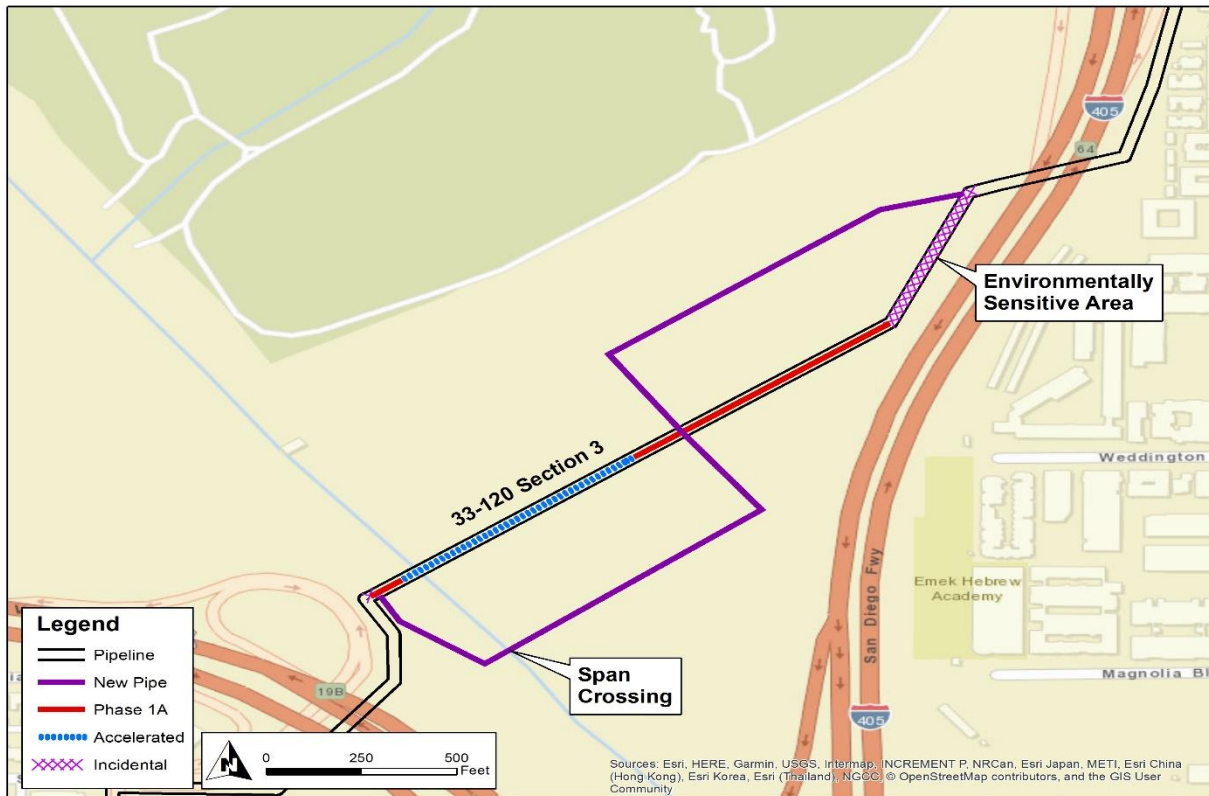 405
64
Environmentally
Sensitive Area
Weddington
33-120 Section 3
Emek Hebrew
Academy
San Diego Fwy
Magnolia Bl
Span
Crossing
19B
405
Legend
Pipeline
New Pipe
Phase 1A
Accelerated
Incidental
N
0 250 500
Feet
Sources: Esri, HERE, Garmin, USGS, Intermap, INCREMENT P, NRCan, Esri Japan, METI, Esri China
(Hong Kong), Esri Korea, Esri (Thailand), NGCC, © OpenStreetMap contributors, and the GIS User
Community